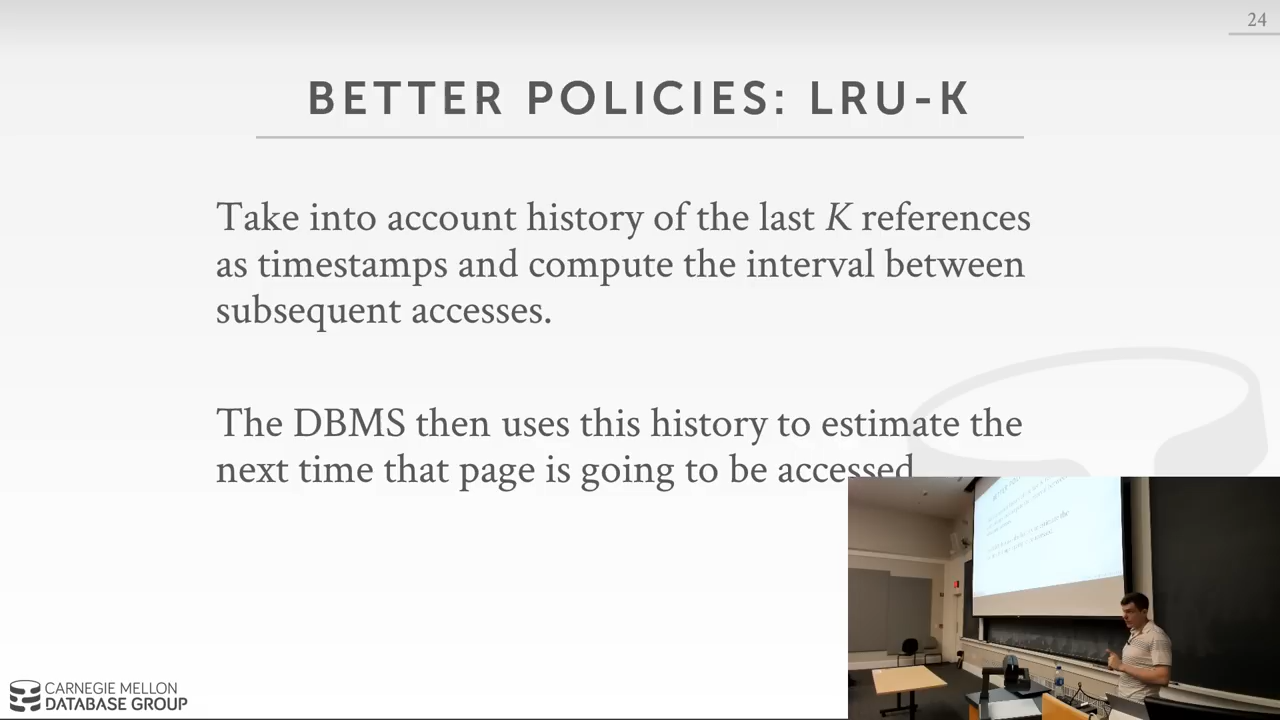 24
BETTER POLICIES: LRU-K
Take into account history of the last K references
as timestamps and compute the interval between
subsequent accesses.
The DBMS then uses this history to estimate the
next time that page is going to be accessed
CARNEGIE MELLON
DATABASE GROUP